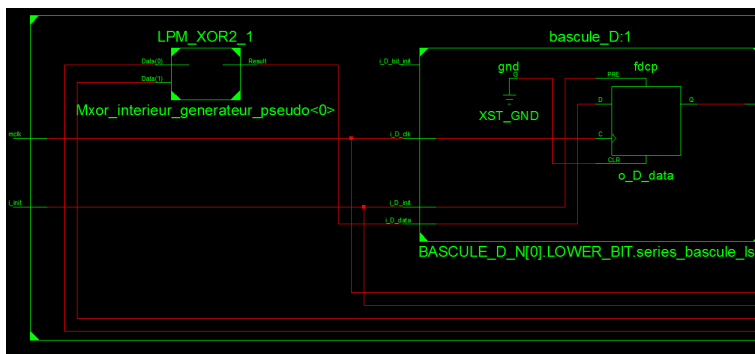 LPM_XOR2_1
Data(0)
Result
Data(1)
Mxor_interieur_generateur_pseudo<0>
mclk
i_init
bascule_D:1
i_D_bit_init
gnd
G
XST_GND
fdcp
PRE
D
Q
C
CLR
o_D_data
i_D_clk
i_D_init
i_D_data
BASCULE_D_N[0].LOWER_BIT.series_bascule_ls